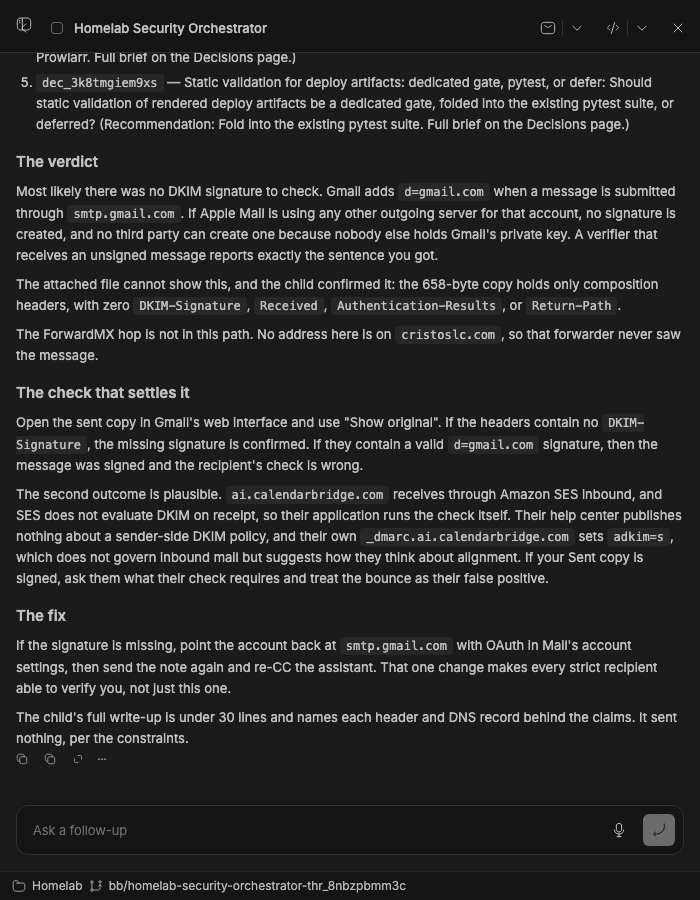 Homelab Security Orchestrator
Prowlarr. Full brief on the Decisions page.)
5. dec_3k8tmgiem9xs — Static validation for deploy artifacts: dedicated gate, pytest, or defer: Should
static validation of rendered deploy artifacts be a dedicated gate, folded into the existing pytest suite, or
deferred? (Recommendation: Fold into the existing pytest suite. Full brief on the Decisions page.)
The verdict
Most likely there was no DKIM signature to check. Gmail adds d=gmail.com when a message is submitted
through smtp.gmail.com. If Apple Mail is using any other outgoing server for that account, no signature is
created, and no third party can create one because nobody else holds Gmail's private key. A verifier that
receives an unsigned message reports exactly the sentence you got.
The attached file cannot show this, and the child confirmed it: the 658-byte copy holds only composition
headers, with zero DKIM-Signature, Received, Authentication-Results, or Return-Path.
The ForwardMX hop is not in this path. No address here is on cristoslc.com, so that forwarder never saw
the message.
The check that settles it
Open the sent copy in Gmail's web interface and use "Show original". If the headers contain no DKIM-
Signature, the missing signature is confirmed. If they contain a valid d=gmail.com signature, then the
message was signed and the recipient's check is wrong.
The second outcome is plausible. ai.calendarbridge.com receives through Amazon SES inbound, and
SES does not evaluate DKIM on receipt, so their application runs the check itself. Their help center publishes
nothing about a sender-side DKIM policy, and their own _dmarc.ai.calendarbridge.com sets adkim=s,
which does not govern inbound mail but suggests how they think about alignment. If your Sent copy is
signed, ask them what their check requires and treat the bounce as their false positive.
The fix
If the signature is missing, point the account back at smtp.gmail.com with OAuth in Mail's account
settings, then send the note again and re-CC the assistant. That one change makes every strict recipient
able to verify you, not just this one.
The child's full write-up is under 30 lines and names each header and DNS record behind the claims. It sent
nothing, per the constraints.
Ask a follow-up
Homelab bb/homelab-security-orchestrator-thr_8nbzpbmm3c